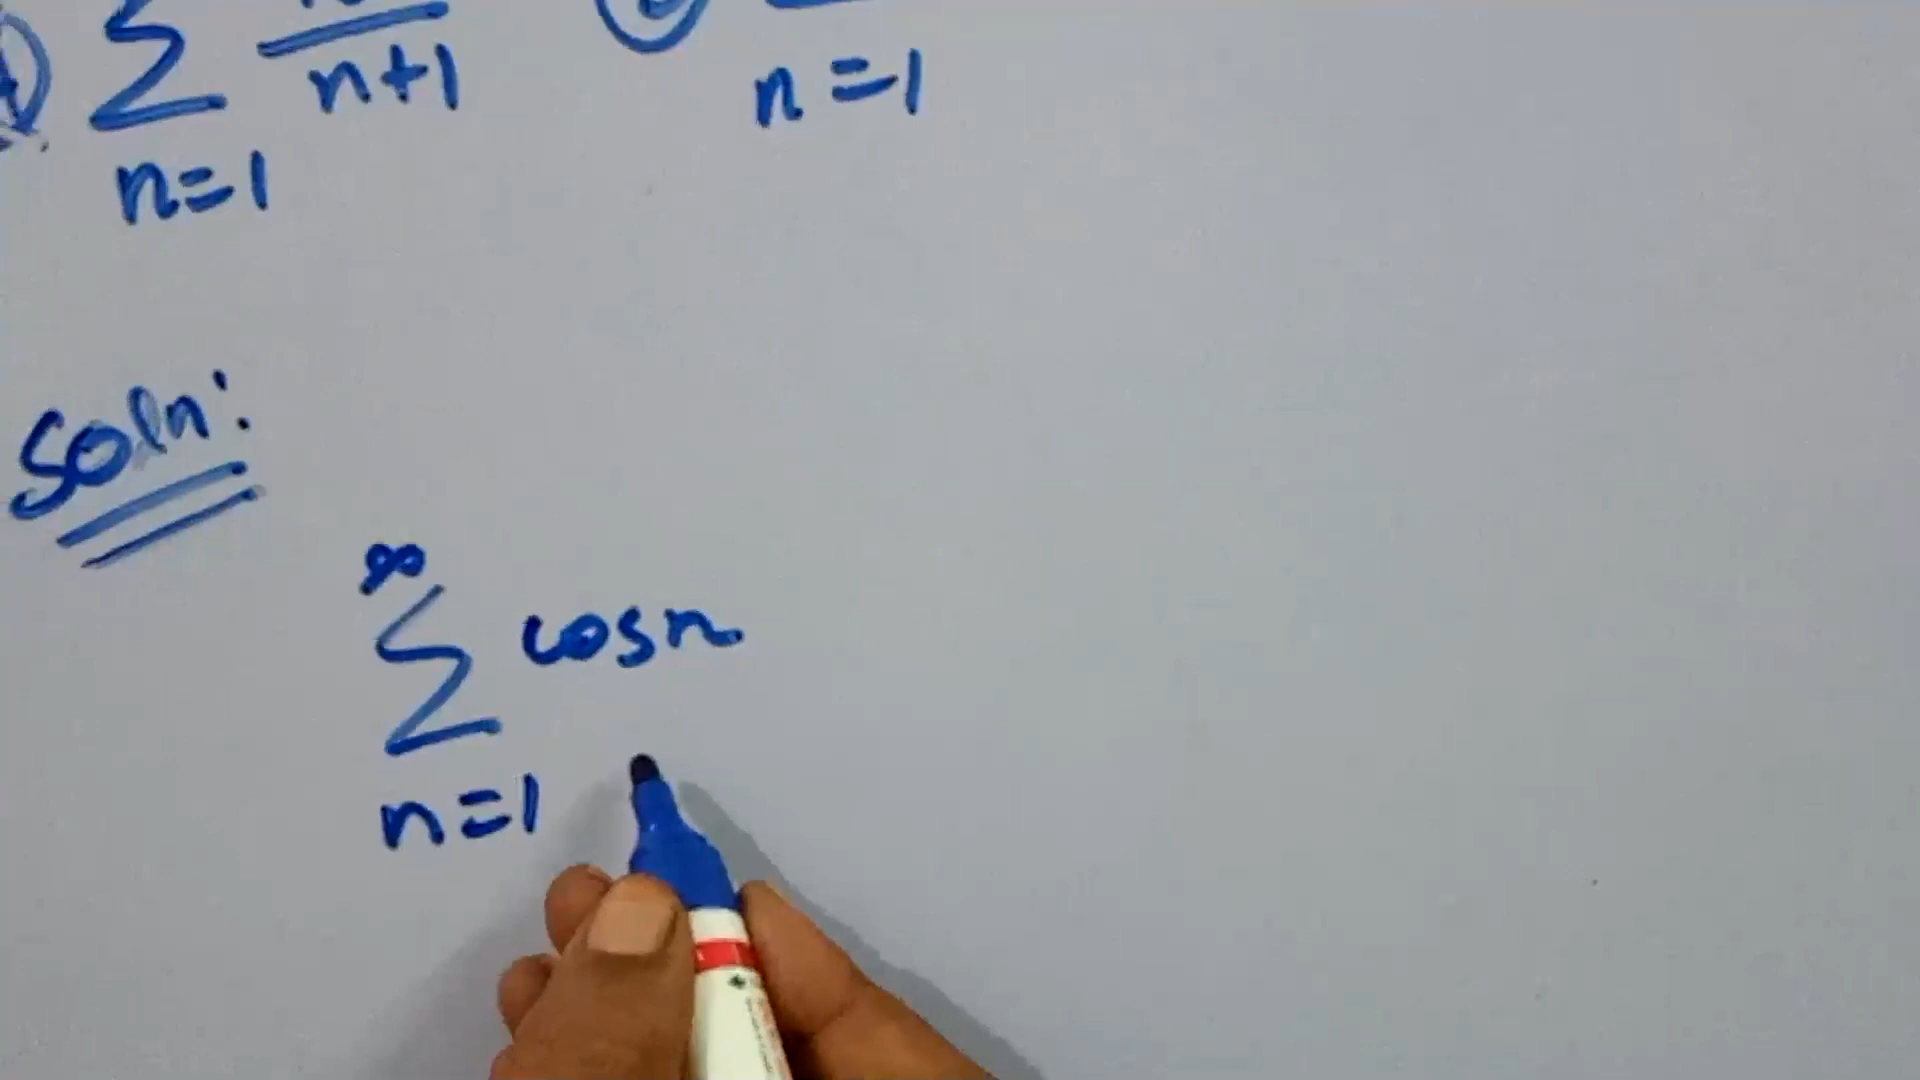 ∑ n+1
n=1 n=1
Soln:
∞
∑ cosn
n=1